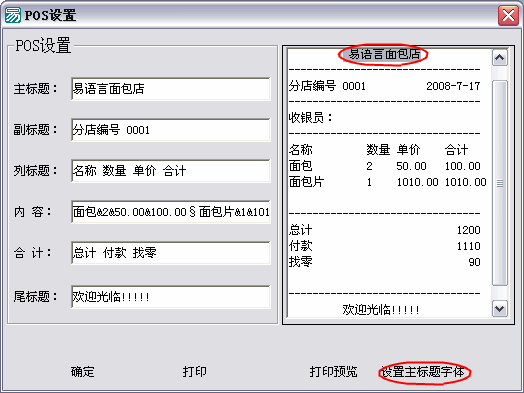 POS设置
POS设置
主标题： 易语言面包店
副标题： 分店编号 0001
列标题： 名称 数量 单价 合计
内 容： 面包&2&50.00&100.00§面包片&1&101
合 计： 总计 付款 找零
尾标题： 欢迎光临!!!!!
易语言面包店
------------------------------
分店编号 0001 2008-7-17
------------------------------
收银员：
------------------------------
名称 数量 单价 合计
面包 2 50.00 100.00
面包片 1 1010.00 1010.00
------------------------------
总计 1200
付款 1110
找零 90
------------------------------
欢迎光临!!!!!
确定 打印 打印预览 设置主标题字体